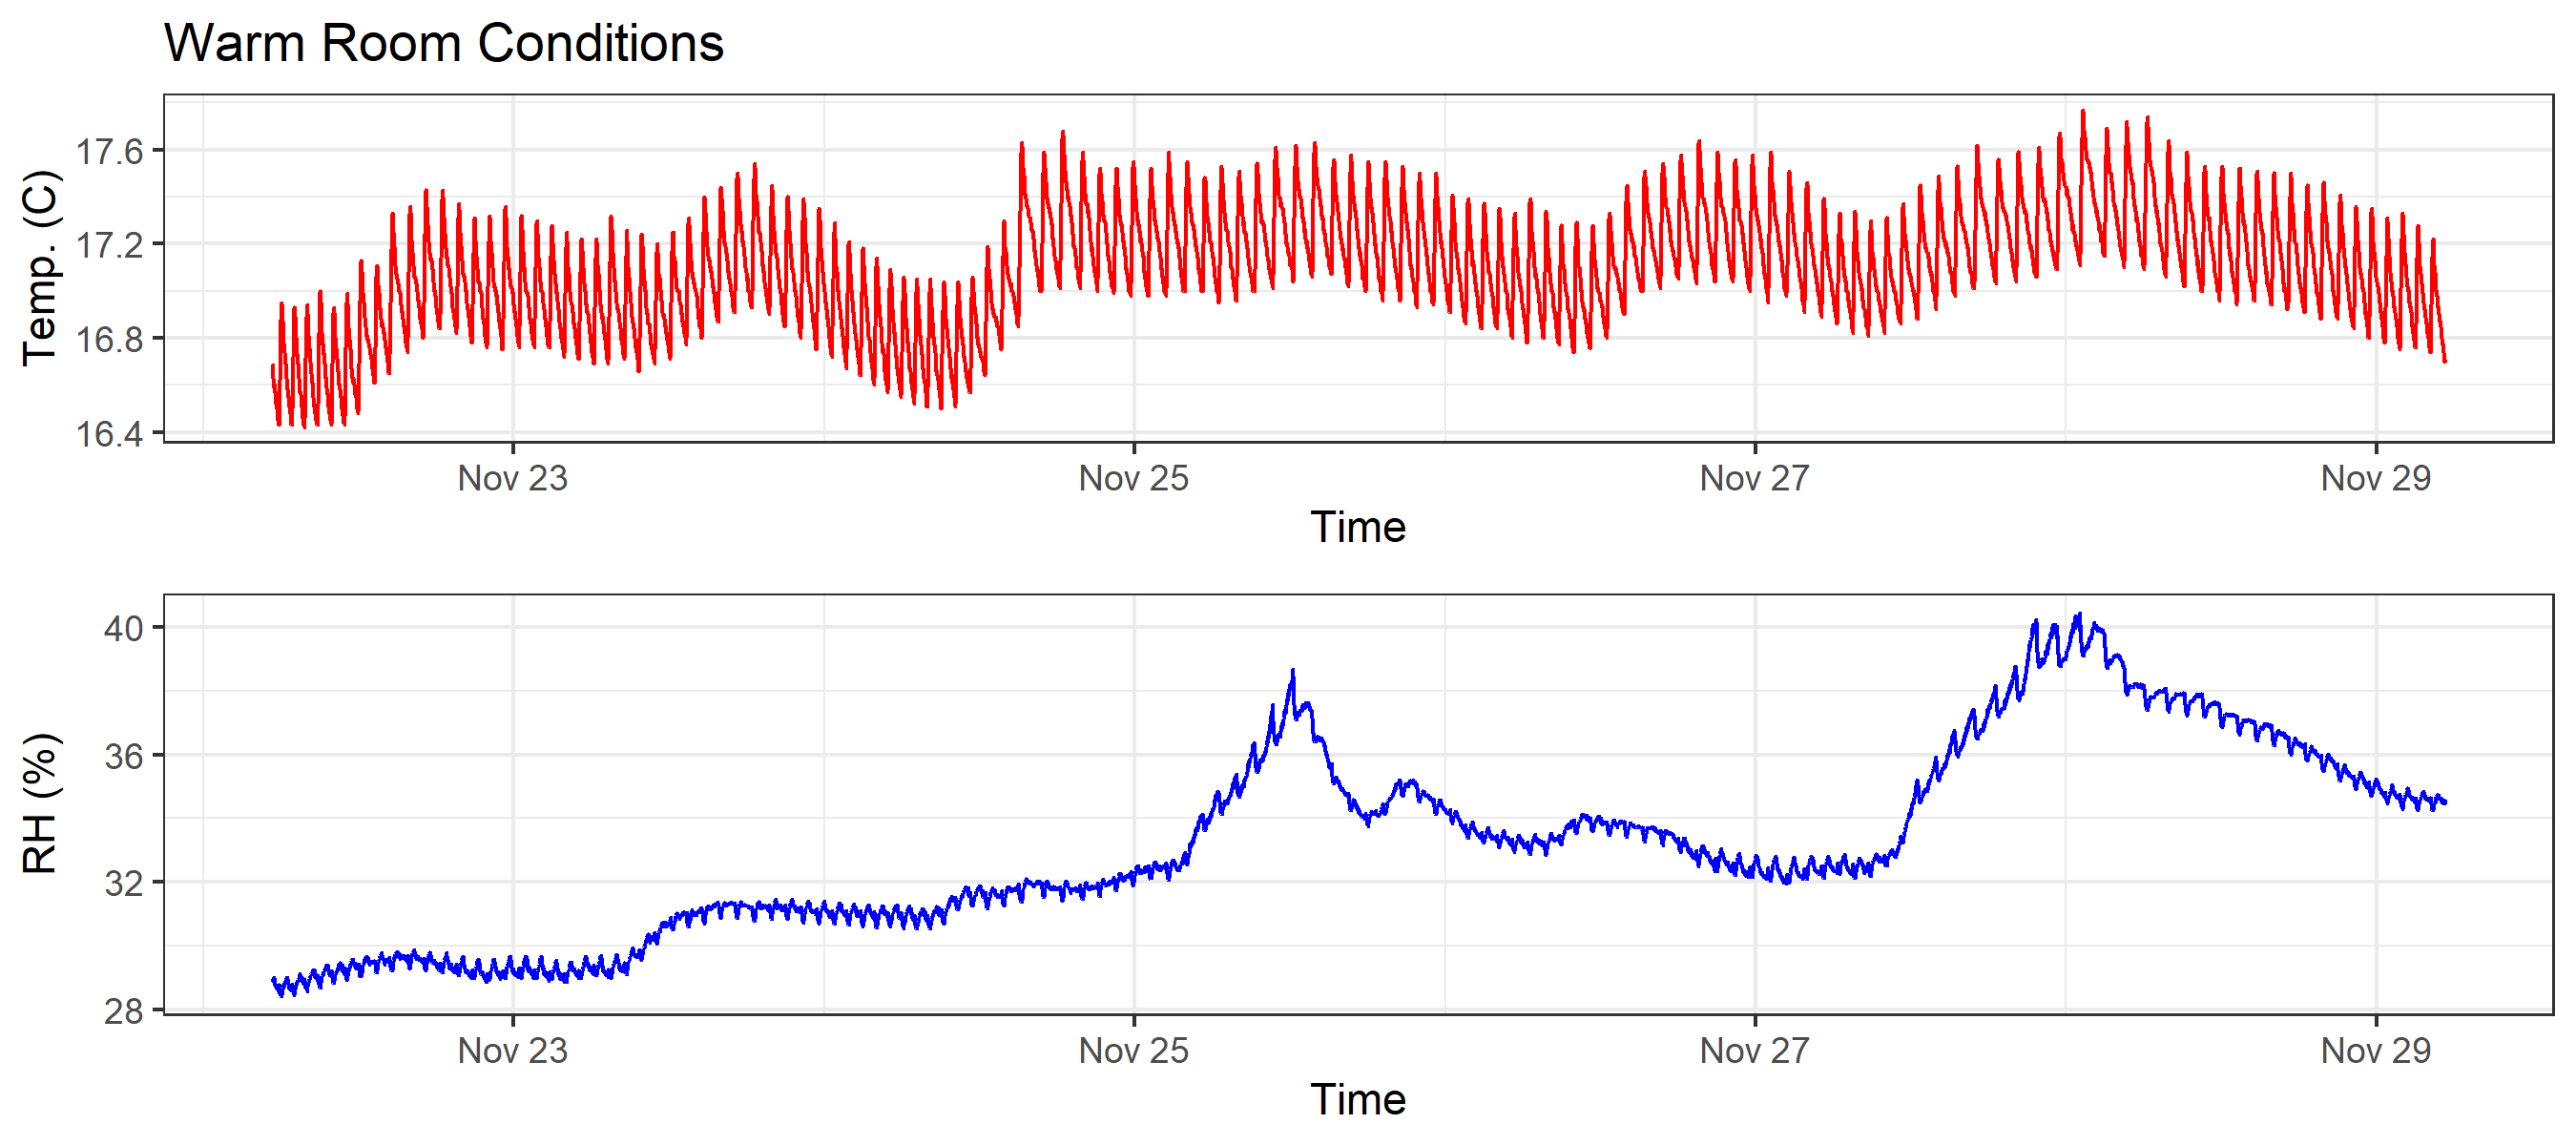 Warm Room Conditions
Temp. (C)
17.6
17.2
16.8
16.4
Nov 23 Nov 25 Nov 27 Nov 29
Time
RH (%)
40
36
32
28
Nov 23 Nov 25 Nov 27 Nov 29
Time